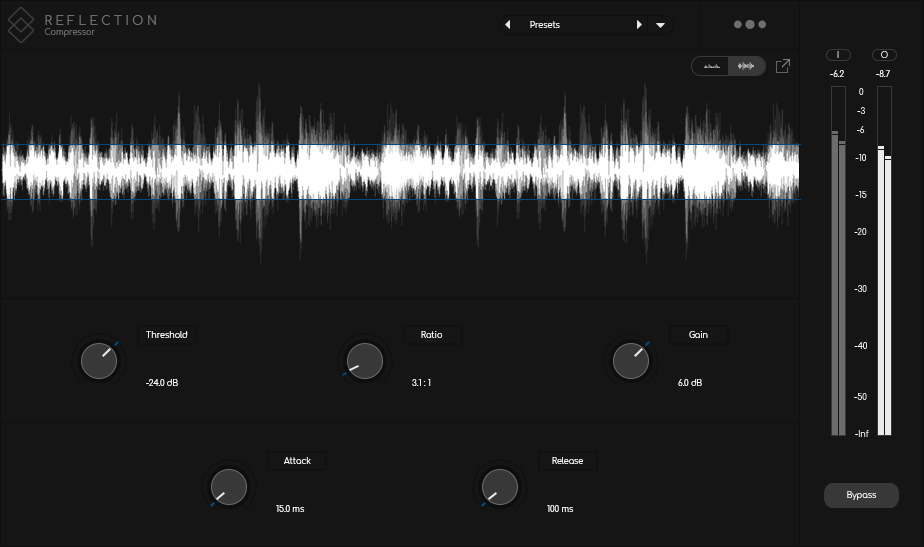 REFLECTION
Compressor
Presets
I O
-6.2 -8.7
0
-3
-6
-10
-15
-20
-30
-40
-50
-Inf
Threshold
-24.0 dB
Ratio
3.1 : 1
Gain
6.0 dB
Attack
15.0 ms
Release
100 ms
Bypass